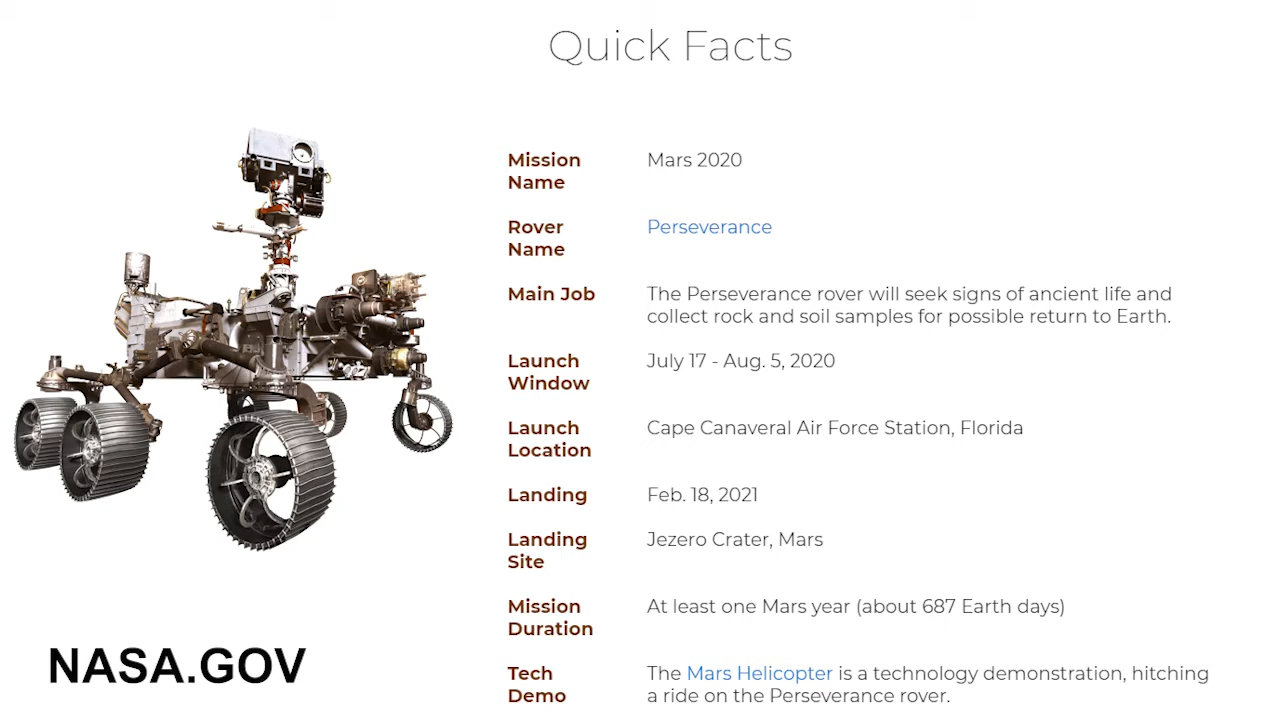 Quick Facts
Mission Name
Mars 2020
Rover Name
Perseverance
Main Job
The Perseverance rover will seek signs of ancient life and
collect rock and soil samples for possible return to Earth.
Launch Window
July 17 - Aug. 5, 2020
Launch Location
Cape Canaveral Air Force Station, Florida
Landing
Feb. 18, 2021
Landing Site
Jezero Crater, Mars
Mission Duration
At least one Mars year (about 687 Earth days)
Tech Demo
The Mars Helicopter is a technology demonstration, hitching
a ride on the Perseverance rover.
NASA.GOV